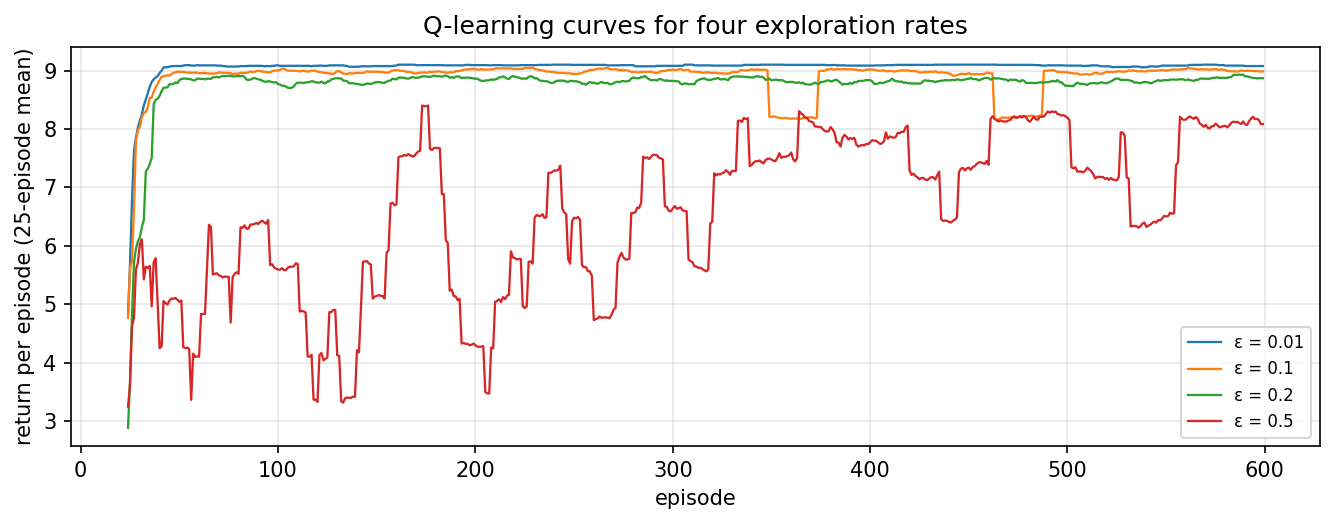 Q-learning curves for four exploration rates
return per episode (25-episode mean)
9
8
7
6
5
4
3
ε = 0.01
ε = 0.1
ε = 0.2
ε = 0.5
0 100 200 300 400 500 600
episode